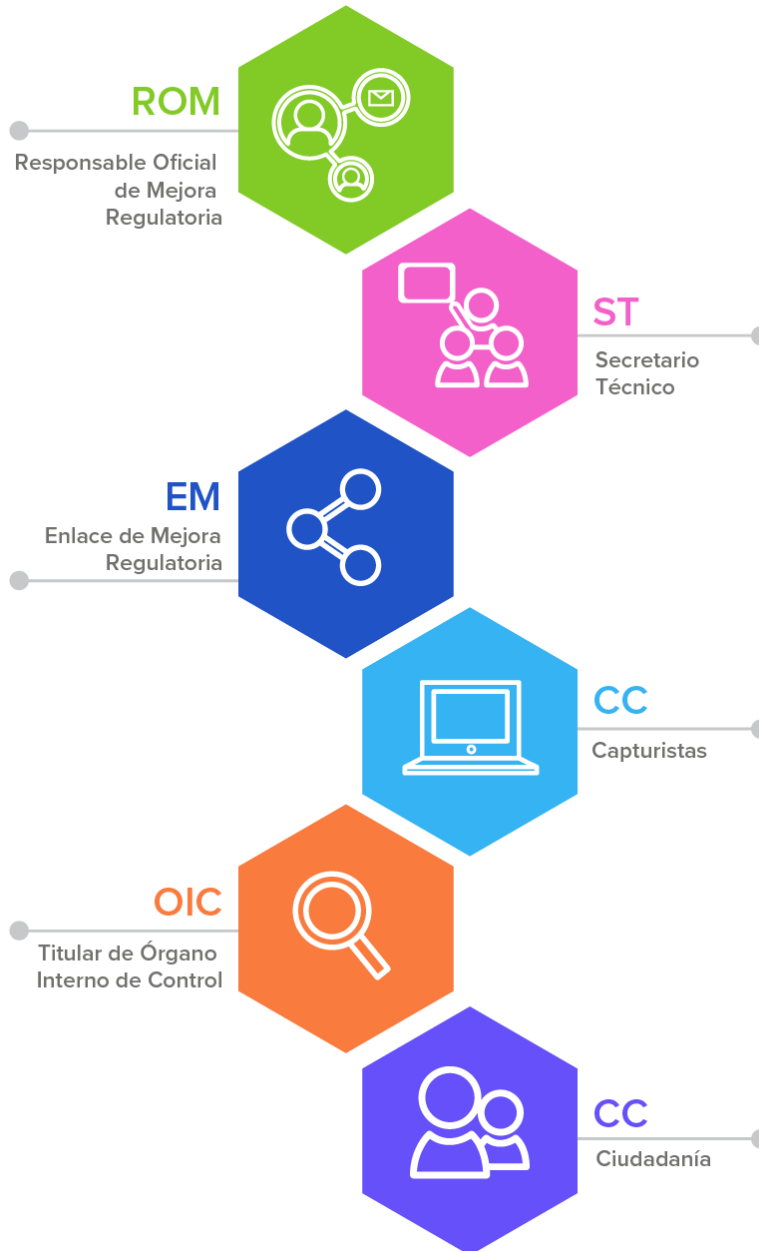 ROM
Responsable Oficial
de Mejora
Regulatoria
ST
Secretario
Técnico
EM
Enlace de Mejora
Regulatoria
CC
Capturistas
OIC
Titular de Órgano
Interno de Control
CC
Ciudadanía